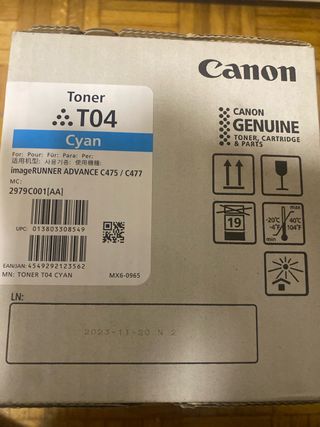 Toner
T04
Cyan
For: Pour: Für: Para: Per:
适用机型: 사용기종: 使用機種:
imageRUNNER ADVANCE C475 / C477
MC:
2979C001[AA]
UPC: 013803308549
EAN/JAN: 4549292123562
MN: TONER T04 CYAN
MX6-0965
Canon
CANON
GENUINE
TONER, CARTRIDGE
& PARTS
19
max
40℃
104°F
-20℃
-4°F
min
LN:
2023-11-20 N 2